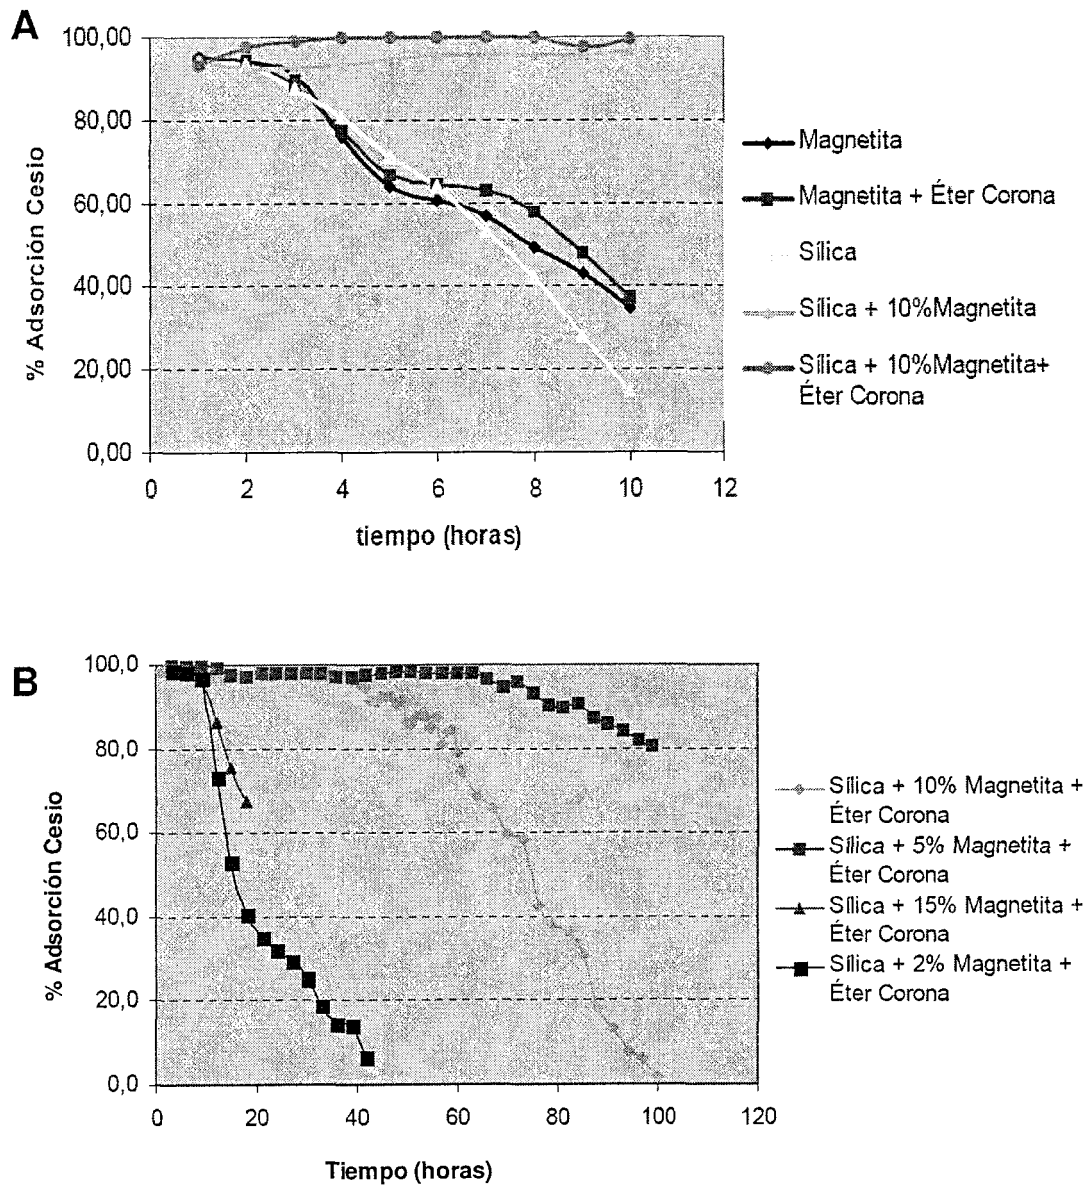 A
100,00
80,00
60,00
40,00
20,00
0,00
% Adsorción Cesio
0 2 4 6 8 10 12
tiempo (horas)
Magnetita
Magnetita + Éter Corona
Sílica
Sílica + 10%Magnetita
Sílica + 10%Magnetita+
Éter Corona
B
100,0
80,0
60,0
40,0
20,0
0,0
% Adsorción Cesio
0 20 40 60 80 100 120
Tiempo (horas)
Sílica + 10% Magnetita +
Éter Corona
Sílica + 5% Magnetita +
Éter Corona
Sílica + 15% Magnetita +
Éter Corona
Sílica + 2% Magnetita +
Éter Corona